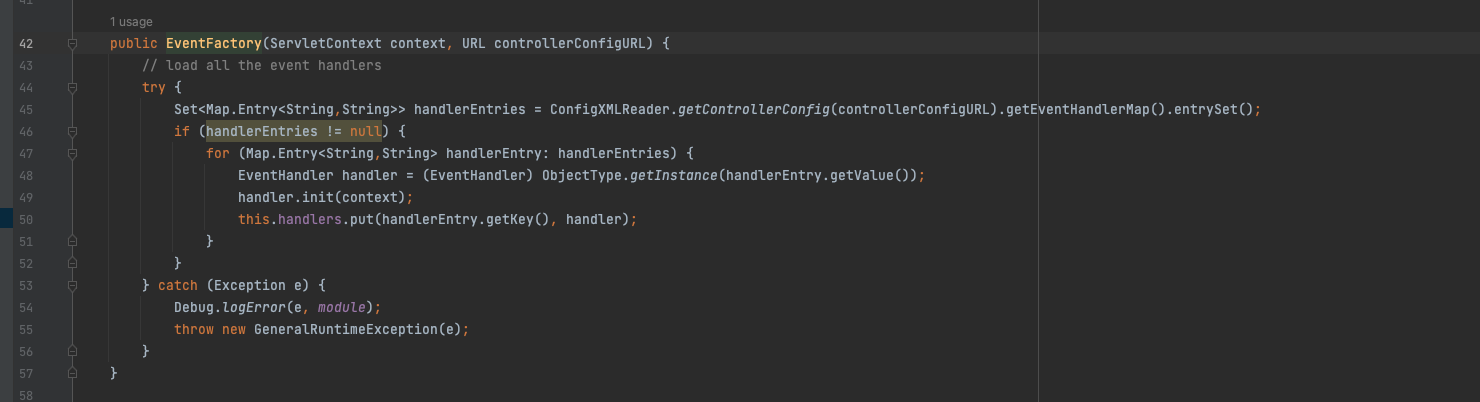 41
1 usage
42 public EventFactory(ServletContext context, URL controllerConfigURL) {
43 // load all the event handlers
44 try {
45 Set<Map.Entry<String,String>> handlerEntries = ConfigXMLReader.getControllerConfig(controllerConfigURL).getEventHandlerMap().entrySet();
46 if (handlerEntries != null) {
47 for (Map.Entry<String,String> handlerEntry: handlerEntries) {
48 EventHandler handler = (EventHandler) ObjectType.getInstance(handlerEntry.getValue());
49 handler.init(context);
50 this.handlers.put(handlerEntry.getKey(), handler);
51 }
52 }
53 } catch (Exception e) {
54 Debug.logError(e, module);
55 throw new GeneralRuntimeException(e);
56 }
57 }
58